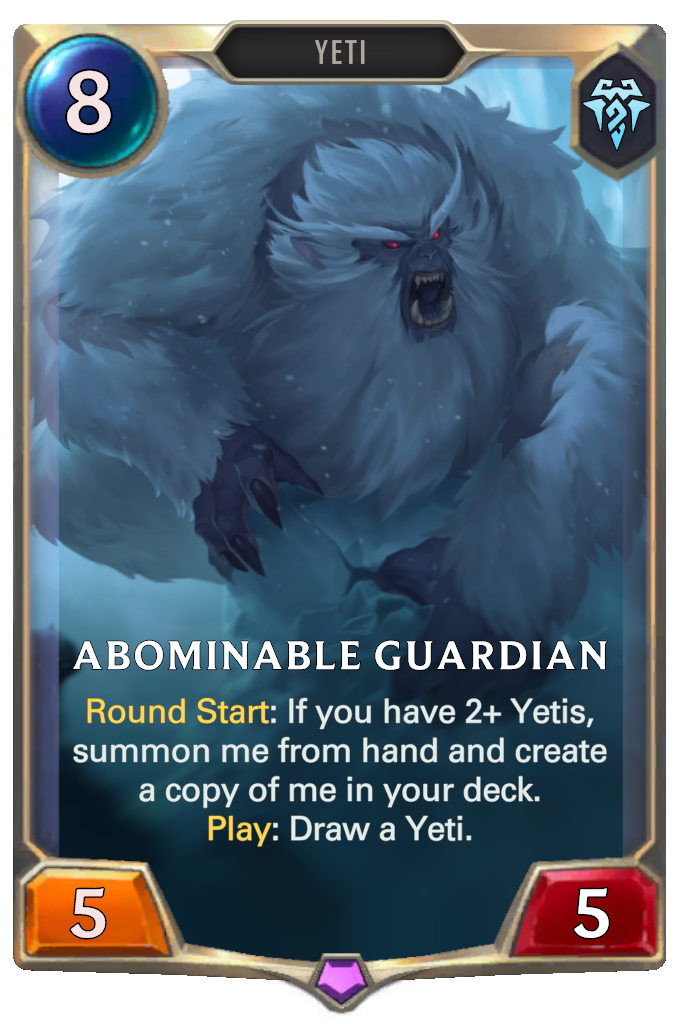 YETI
8
ABOMINABLE GUARDIAN
Round Start: If you have 2+ Yetis,
summon me from hand and create
a copy of me in your deck.
Play: Draw a Yeti.
5
5